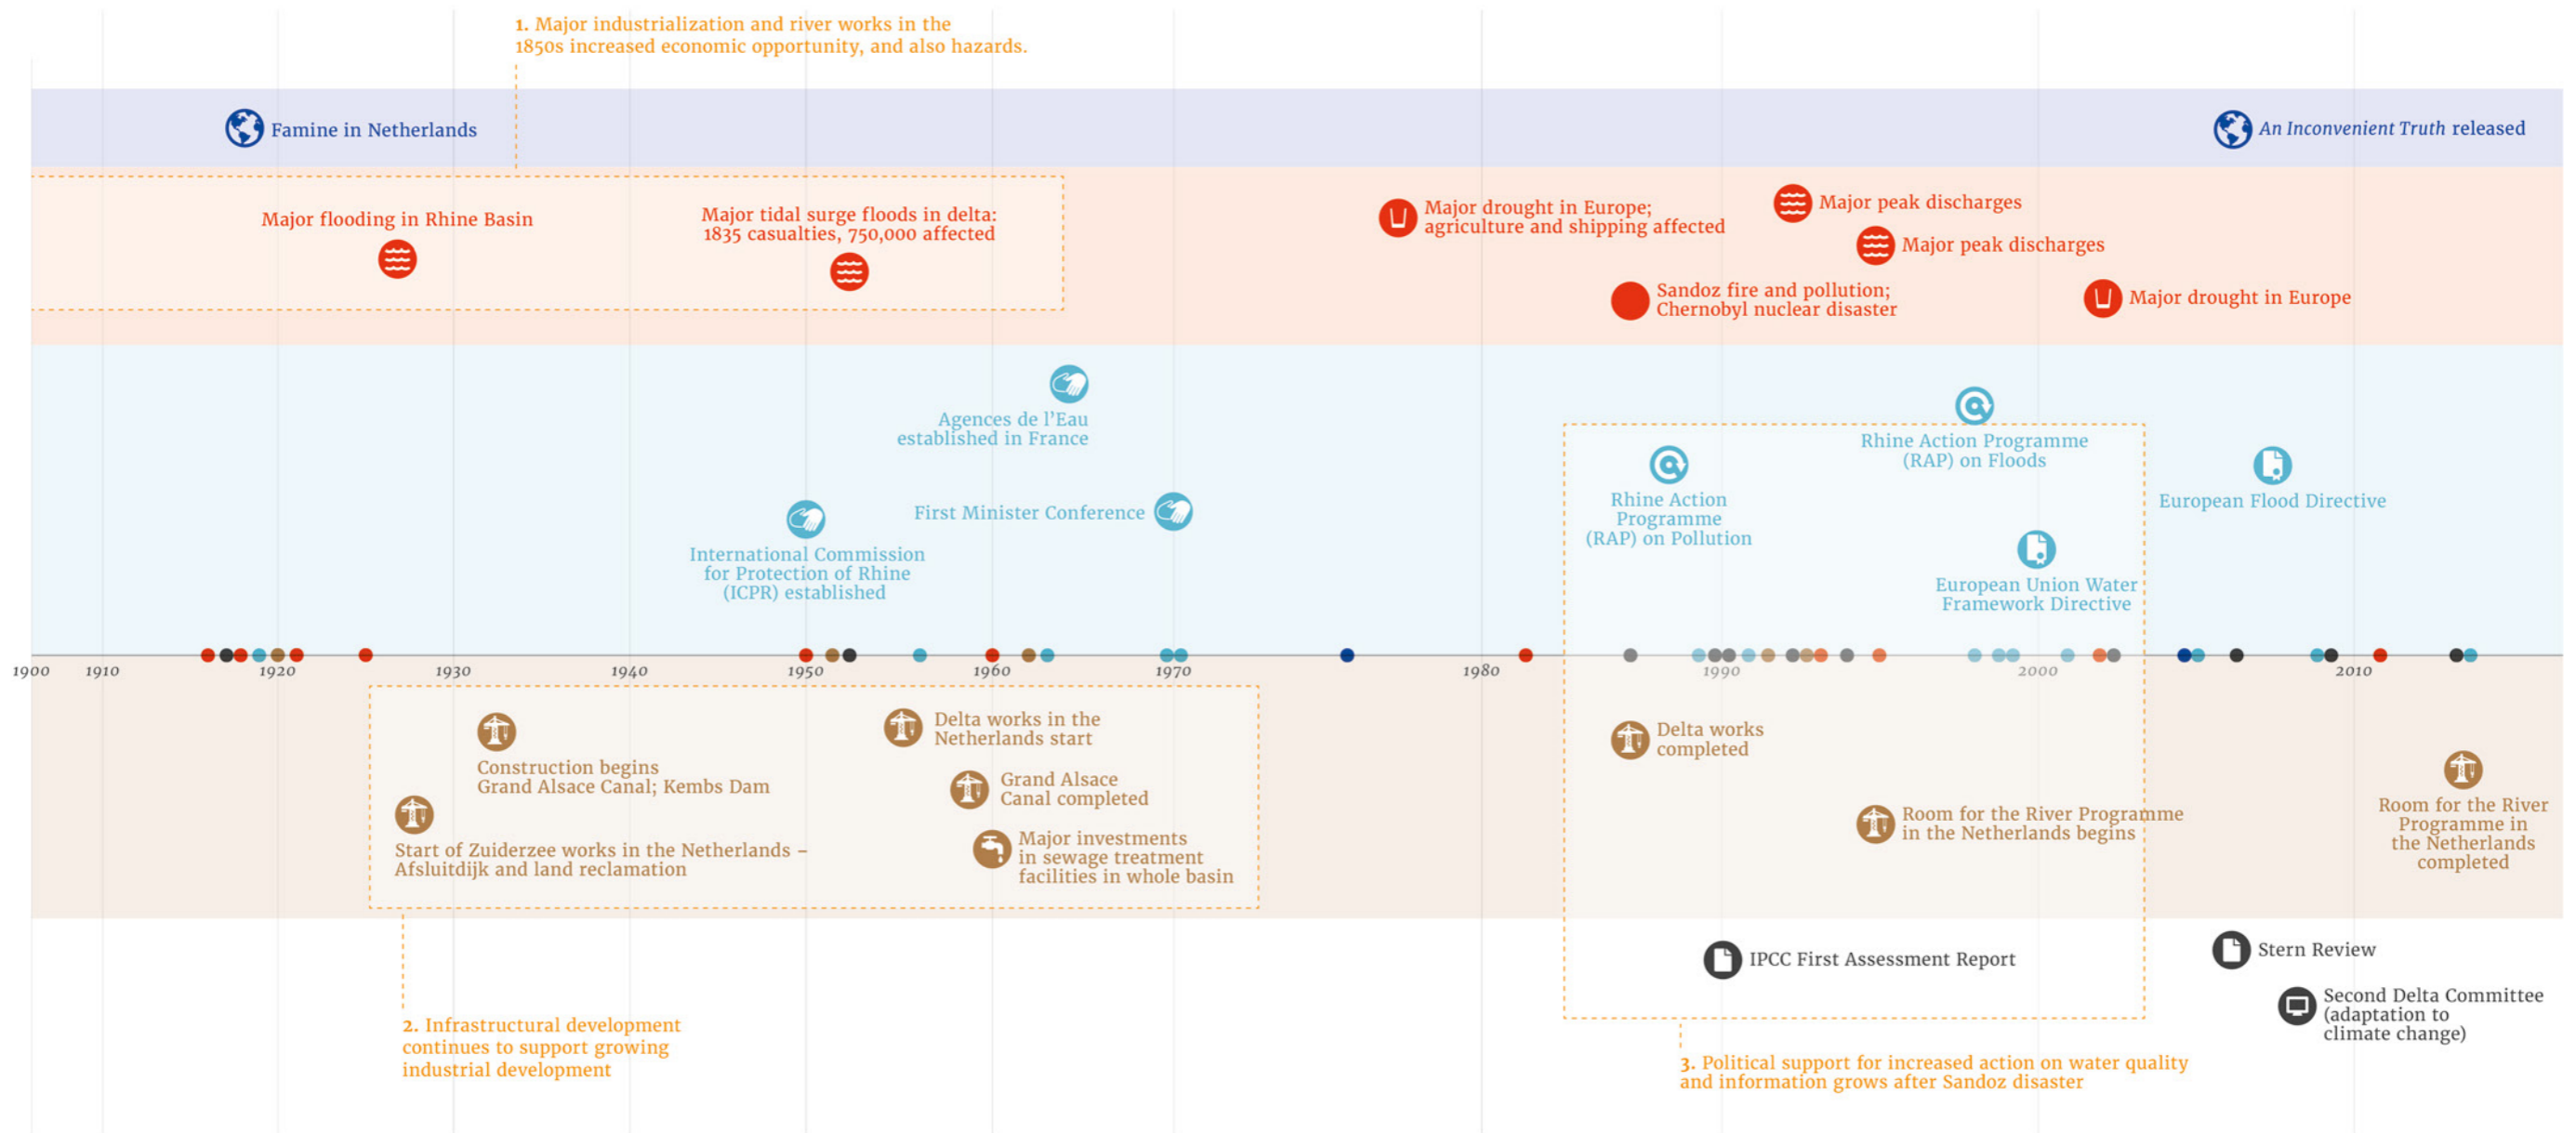 1. Major industrialization and river works in the
1850s increased economic opportunity, and also hazards.
Famine in Netherlands
An Inconvenient Truth released
Major flooding in Rhine Basin
Major tidal surge floods in delta:
1835 casualties, 750,000 affected
Major drought in Europe;
agriculture and shipping affected
Major peak discharges
Major peak discharges
Sandoz fire and pollution;
Chernobyl nuclear disaster
Major drought in Europe
Agences de l’Eau
established in France
First Minister Conference
International Commission
for Protection of Rhine
(ICPR) established
Rhine Action Programme
(RAP) on Floods
Rhine Action
Programme
(RAP) on Pollution
European Flood Directive
European Union Water
Framework Directive
1900 1910 1920 1930 1940 1950 1960 1970 1980 1990 2000 2010
Construction begins
Grand Alsace Canal; Kembs Dam
Start of Zuiderzee works in the Netherlands –
Afsluitdijk and land reclamation
Delta works in the
Netherlands start
Grand Alsace
Canal completed
Major investments
in sewage treatment
facilities in whole basin
Delta works
completed
Room for the River Programme
in the Netherlands begins
Room for the River
Programme in
the Netherlands
completed
IPCC First Assessment Report
Stern Review
Second Delta Committee
(adaptation to
climate change)
2. Infrastructural development
continues to support growing
industrial development
3. Political support for increased action on water quality
and information grows after Sandoz disaster